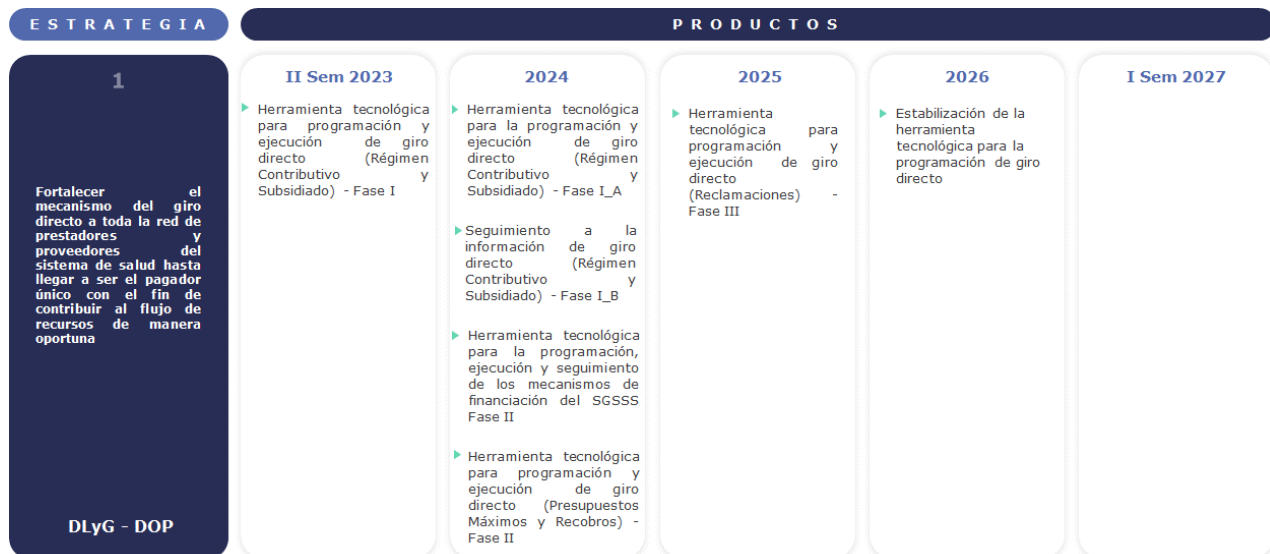 ESTRATEGIA
PRODUCTOS
1
Fortalecer el
mecanismo del giro
directo a toda la red de
prestadores y
proveedores del
sistema de salud hasta
llegar a ser el pagador
único con el fin de
contribuir al flujo de
recursos de manera
oportuna
DLyG - DOP
II Sem 2023
Herramienta tecnológica
para programación y
ejecución de giro
directo (Régimen
Contributivo y
Subsidiado) - Fase I
2024
Herramienta tecnológica
para la programación y
ejecución de giro
directo (Régimen
Contributivo y
Subsidiado) - Fase I_A
Seguimiento a la
información de giro
directo (Régimen
Contributivo y
Subsidiado) - Fase I_B
Herramienta tecnológica
para la programación,
ejecución y seguimiento
de los mecanismos de
financiación del SGSSS
Fase II
Herramienta tecnológica
para programación y
ejecución de giro
directo (Presupuestos
Máximos y Recobros) -
Fase II
2025
Herramienta
tecnológica para
programación y
ejecución de giro
directo
(Reclamaciones) -
Fase III
2026
Estabilización de la
herramienta
tecnológica para la
programación de giro
directo
I Sem 2027